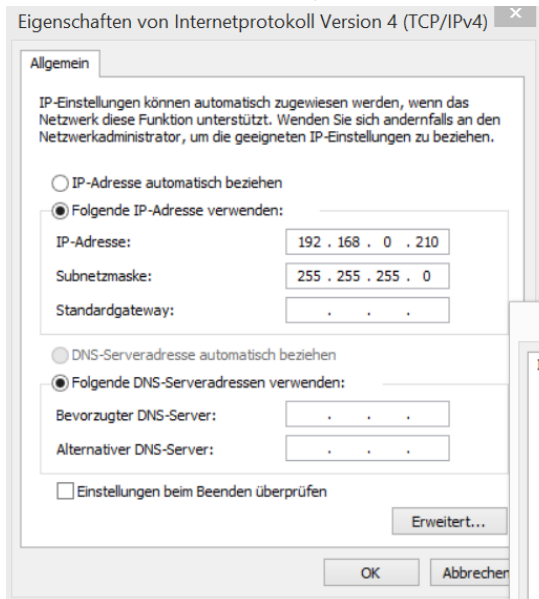 Eigenschaften von Internetprotokoll Version 4 (TCP/IPv4)
Allgemein
IP-Einstellungen können automatisch zugewiesen werden, wenn das
Netzwerk diese Funktion unterstützt. Wenden Sie sich andernfalls an den
Netzwerkadministrator, um die geeigneten IP-Einstellungen zu beziehen.
IP-Adresse automatisch beziehen
Folgende IP-Adresse verwenden:
IP-Adresse: 192 . 168 . 0 . 210
Subnetzmaske: 255 . 255 . 255 . 0
Standardgateway: . . .
DNS-Serveradresse automatisch beziehen
Folgende DNS-Serveradressen verwenden:
Bevorzugter DNS-Server: . . .
Alternativer DNS-Server: . . .
Einstellungen beim Beenden überprüfen
Erweitert...
OK Abbrechen